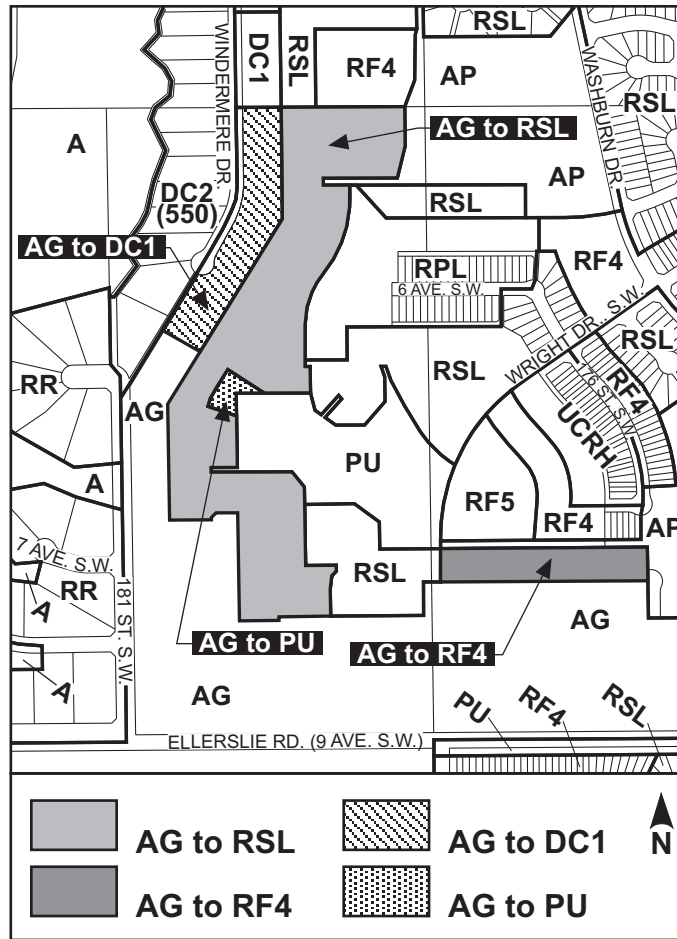 RSL
WINDERMERE DR.
DC1
RSL
RF4
AP
WASHBURN DR.
RSL
A
AG to RSL
DC2
(550)
AP
RSL
AG to DC1
RPL
6 AVE. S.W.
RF4
WRIGHT DR., S.W.
RSL
RSL
RR
AG
176 ST. S.W.
RF4
UCRH
PU
A
RF5
RF4
AP
7 AVE. S.W.
RR
RSL
A
181 ST. S.W.
AG to PU
AG to RF4
AG
A
AG
PU
RF4
RSL
ELLERSLIE RD. (9 AVE. S.W.)
AG to RSL
AG to DC1
N
AG to RF4
AG to PU